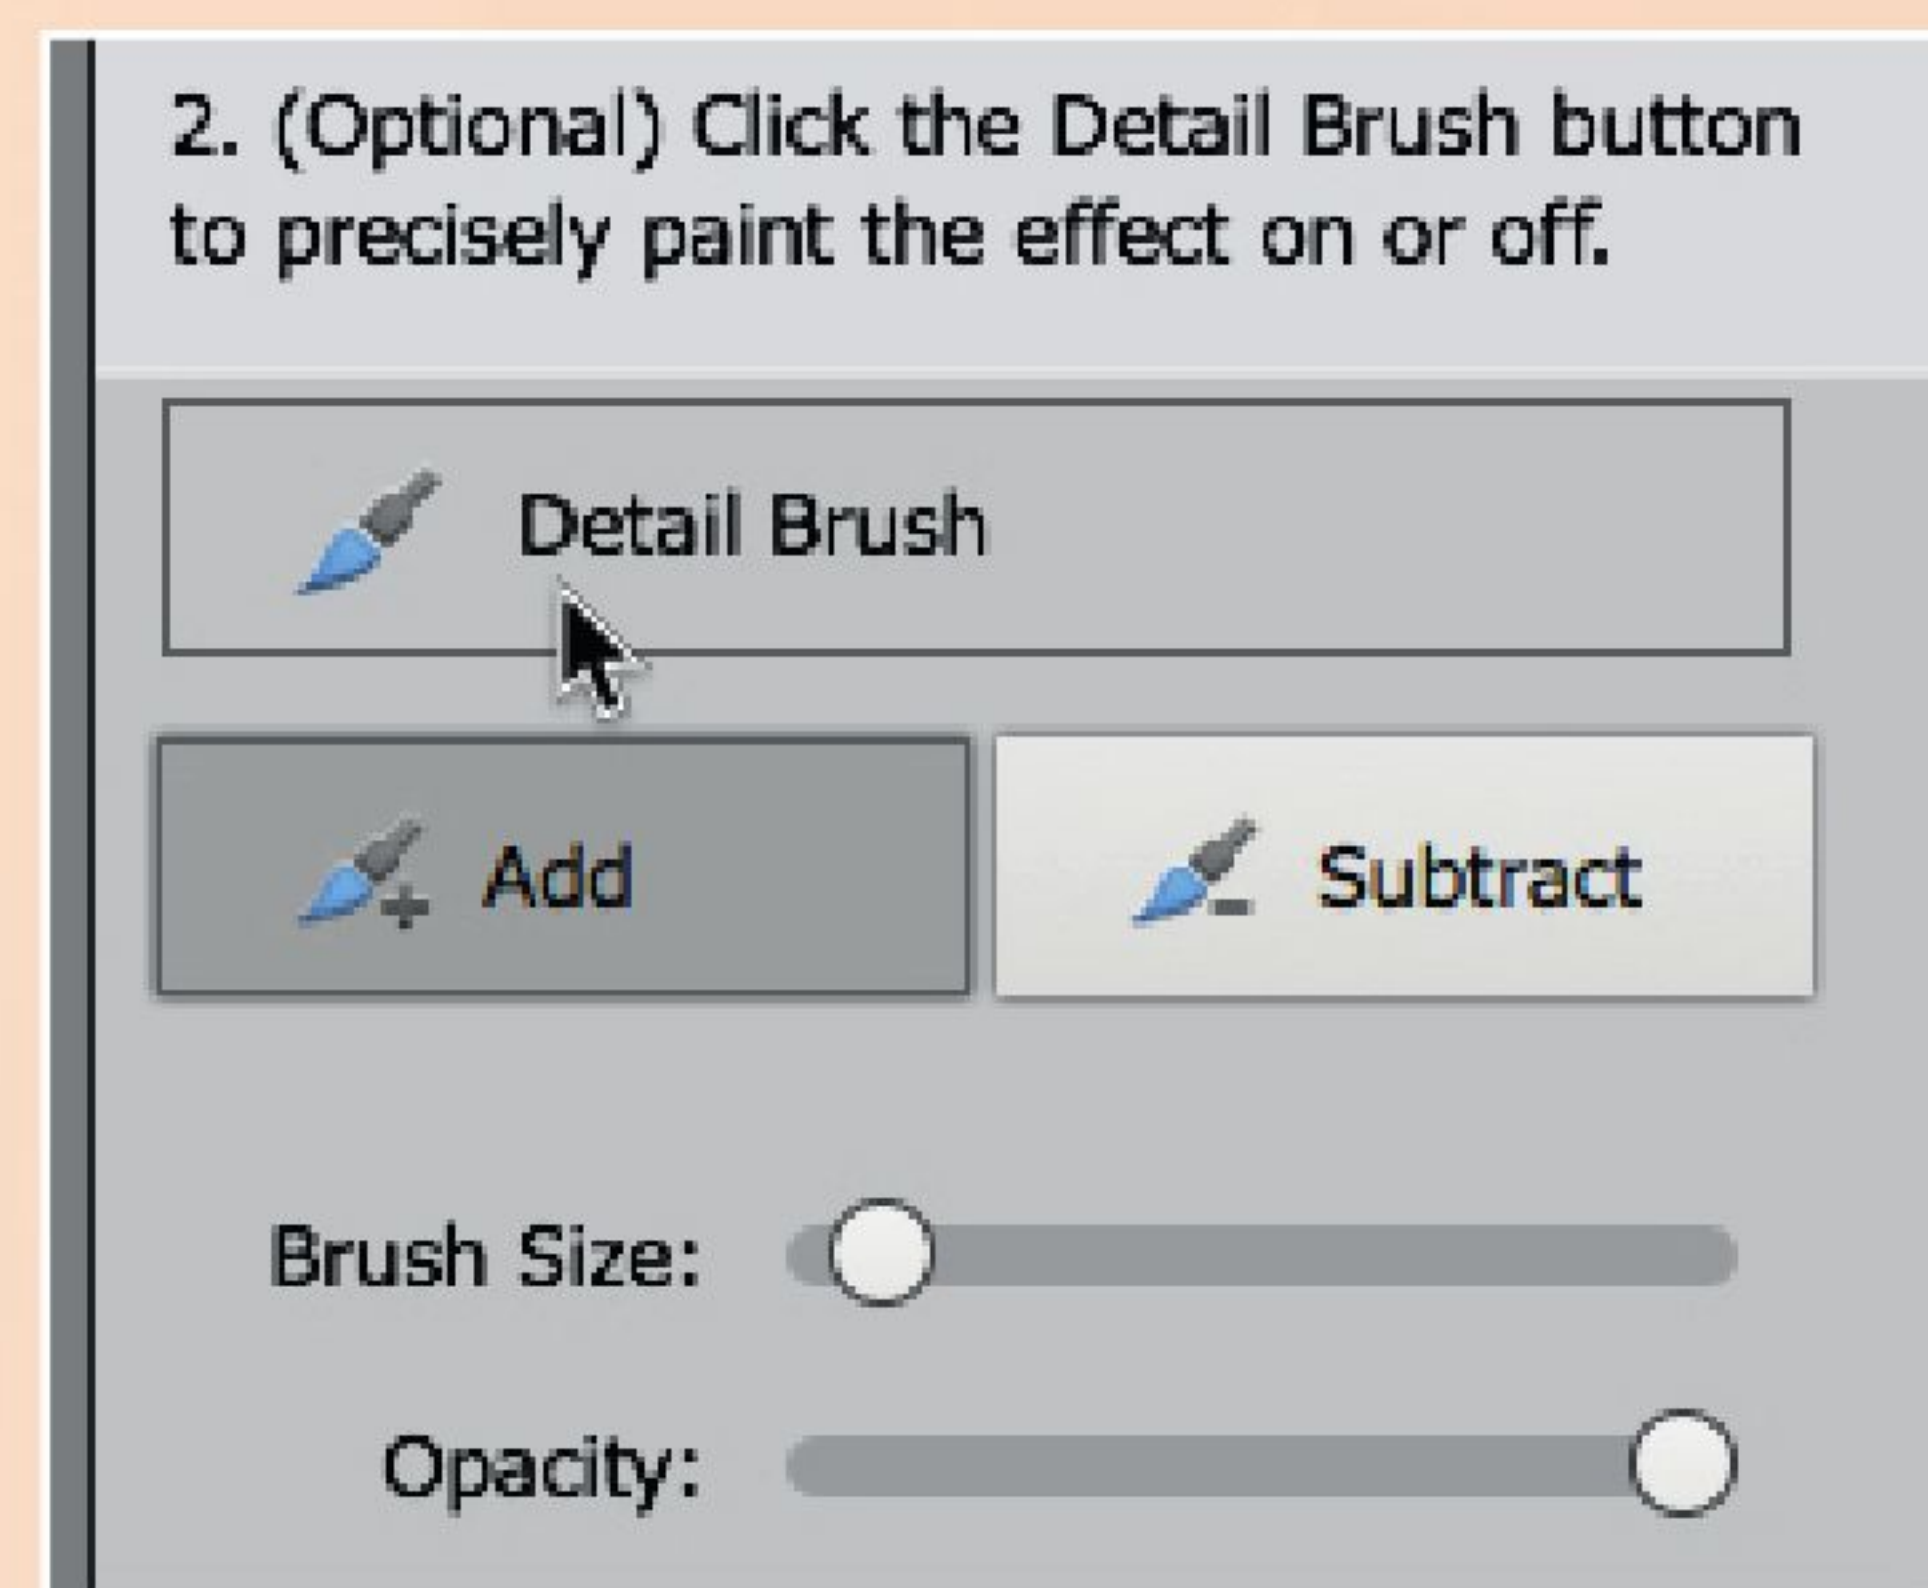 2. (Optional) Click the Detail Brush button
to precisely paint the effect on or off.
Detail Brush
Add
Subtract
Brush Size:
Opacity: